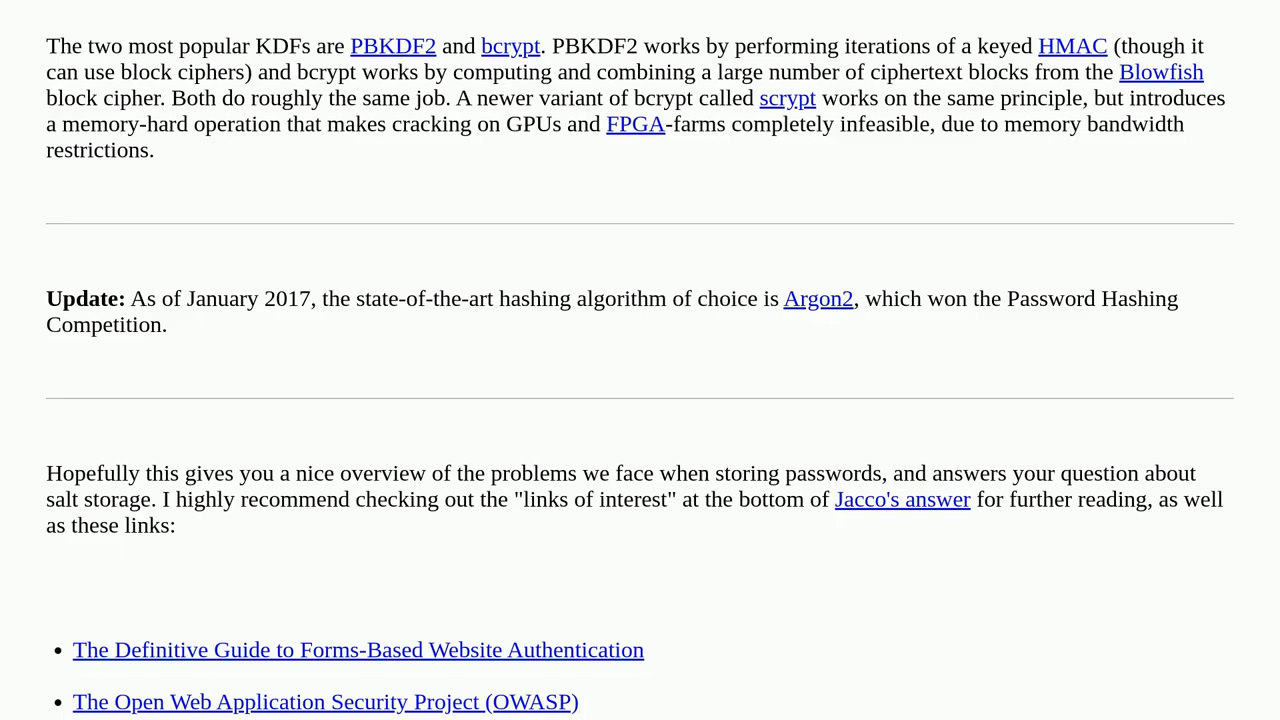 The two most popular KDFs are PBKDF2 and bcrypt. PBKDF2 works by performing iterations of a keyed HMAC (though it
can use block ciphers) and bcrypt works by computing and combining a large number of ciphertext blocks from the Blowfish
block cipher. Both do roughly the same job. A newer variant of bcrypt called scrypt works on the same principle, but introduces
a memory-hard operation that makes cracking on GPUs and FPGA-farms completely infeasible, due to memory bandwidth
restrictions.
Update: As of January 2017, the state-of-the-art hashing algorithm of choice is Argon2, which won the Password Hashing
Competition.
Hopefully this gives you a nice overview of the problems we face when storing passwords, and answers your question about
salt storage. I highly recommend checking out the "links of interest" at the bottom of Jacco's answer for further reading, as well
as these links:
• The Definitive Guide to Forms-Based Website Authentication
• The Open Web Application Security Project (OWASP)